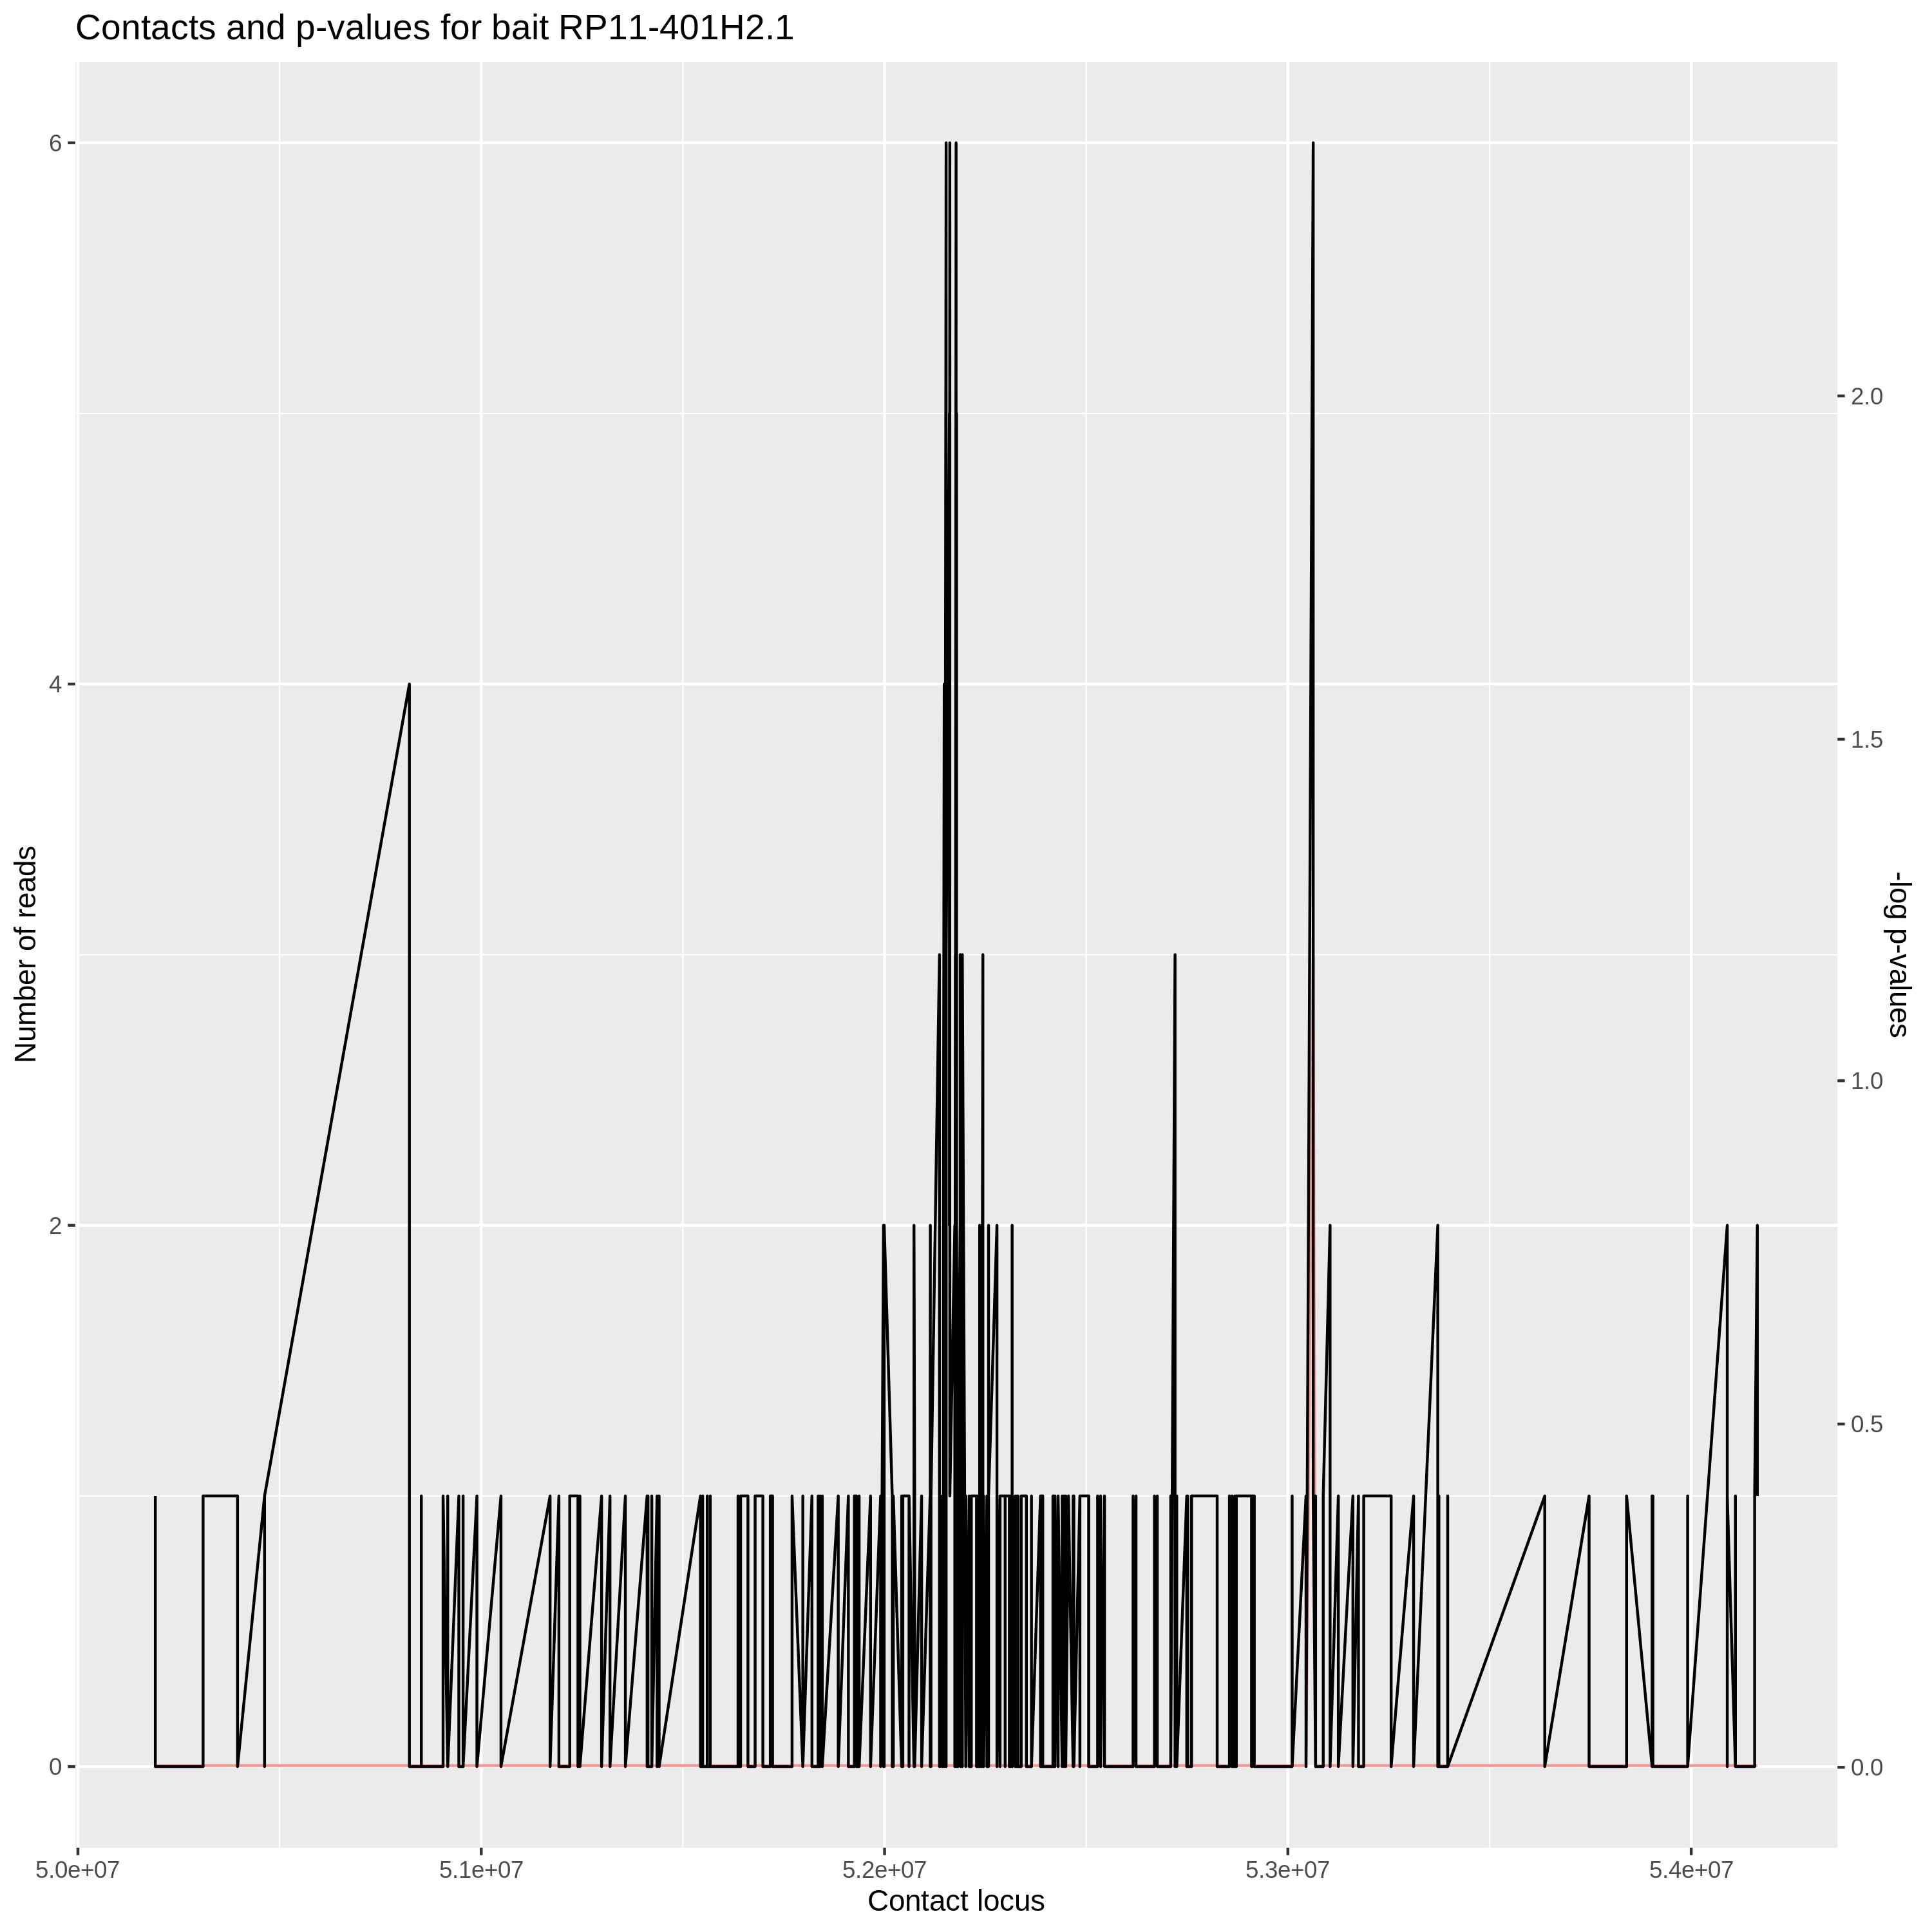 Contacts and p-values for bait RP11-401H2.1
6
4
2
0
Number of reads
2.0
1.5
1.0
0.5
0.0
-log p-values
5.0e+07
5.1e+07
5.2e+07
5.3e+07
5.4e+07
Contact locus